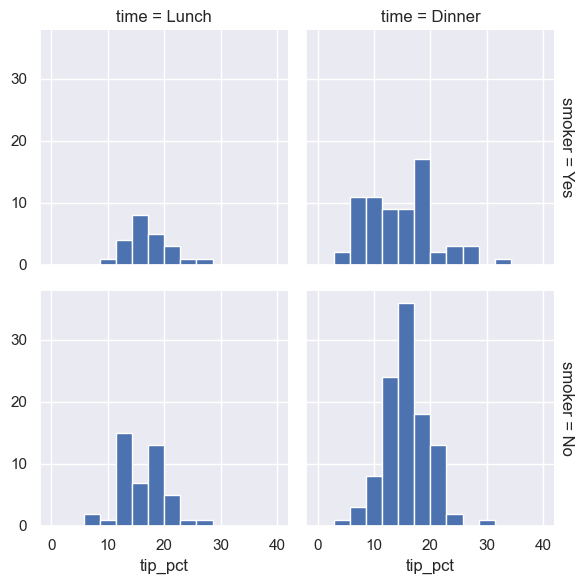 time = Lunch
time = Dinner
30
20
10
0
smoker = Yes
30
20
10
0
smoker = No
0 10 20 30 40
0 10 20 30 40
tip_pct
tip_pct